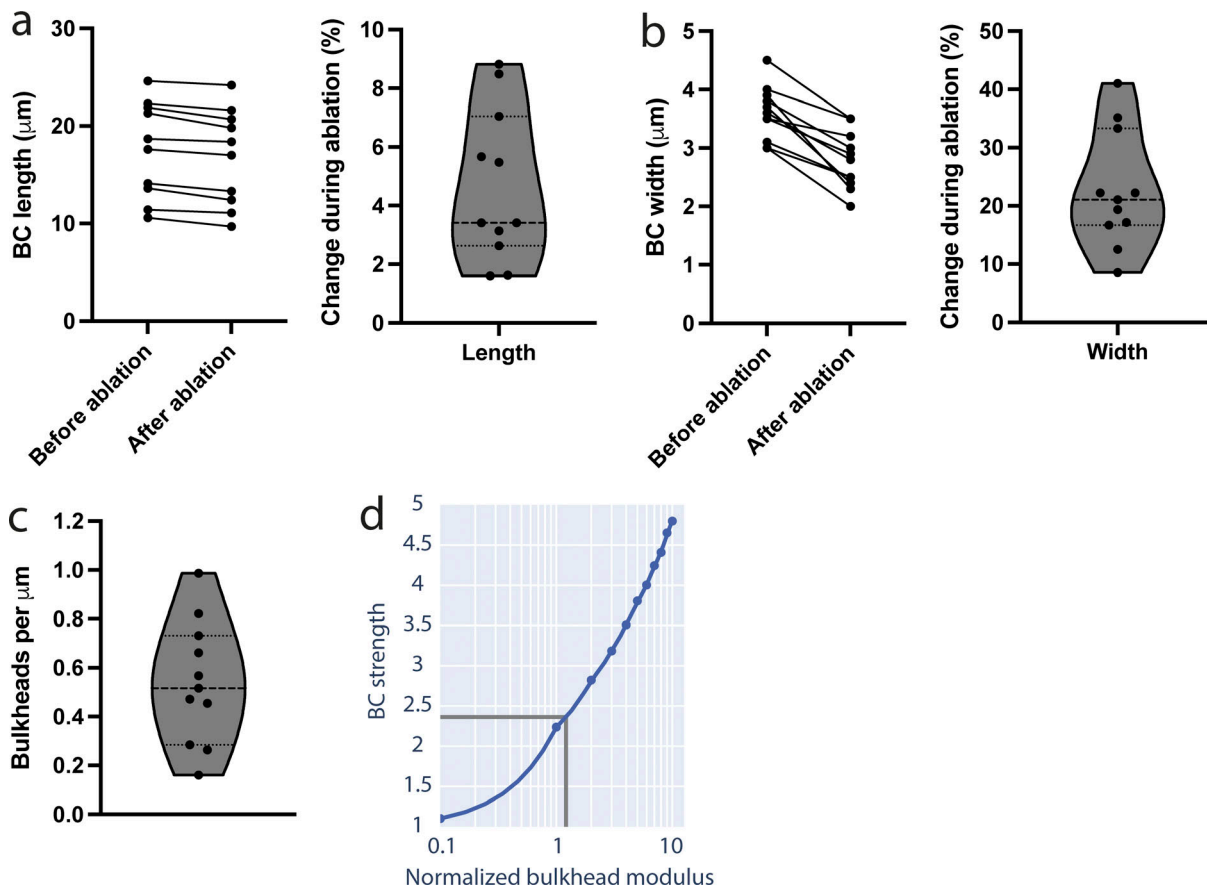 a
BC length (μm)
30
20
10
0
Before ablation
After ablation
Change during ablation (%)
10
8
6
4
2
0
Length
b
BC width (μm)
5
4
3
2
1
0
Before ablation
After ablation
Change during ablation (%)
50
40
30
20
10
0
Width
c
Bulkheads per μm
1.2
1.0
0.8
0.6
0.4
0.2
0.0
d
BC strength
5
4.5
4
3.5
3
2.5
2
1.5
1
0.1
1
10
Normalized bulkhead modulus